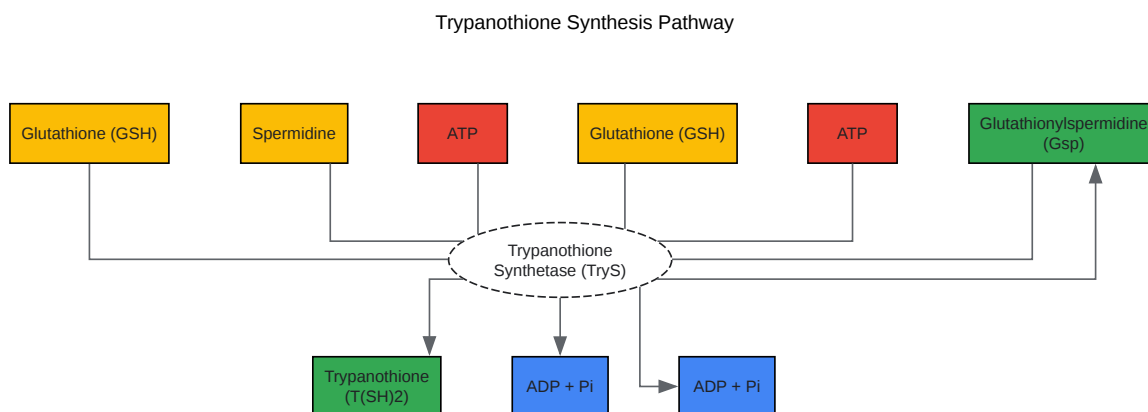 Trypanothione Synthesis Pathway
Glutathione (GSH)
Spermidine
ATP
Glutathione (GSH)
ATP
Glutathionylspermidine
(Gsp)
Trypanothione
Synthetase (TryS)
Trypanothione
(T(SH)2)
ADP + Pi
ADP + Pi